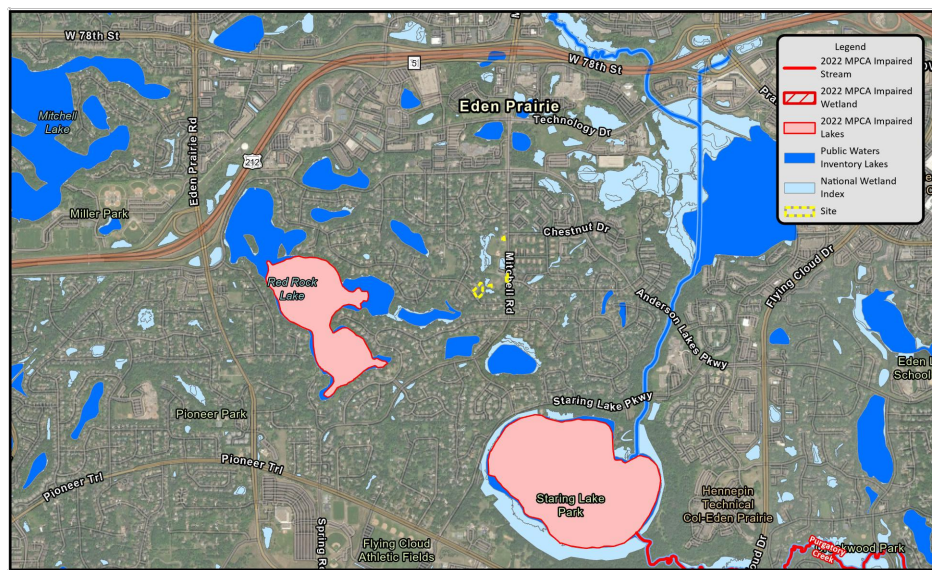 W 78th St
5
W 78th St
Legend
2022 MPCA Impaired
Stream
2022 MPCA Impaired
Wetland
2022 MPCA Impaired
Lakes
Public Waters
Inventory Lakes
National Wetland
Index
Site
Eden Prairie
Technology Dr
Mitchell
Lake
Eden Prairie Rd
212
Miller Park
Chestnut Dr
Mitchell Rd
Red Rock
Lake
Flying Cloud Dr
Anderson Lakes Pkwy
School
Staring Lake Pkwy
Pioneer Park
Pioneer Trl
Pioneer Trl
Staring Lake
Park
Hennepin
Technical
Col-Eden Prairie
Flying Cloud
Athletic Fields
Purgatory
Creek